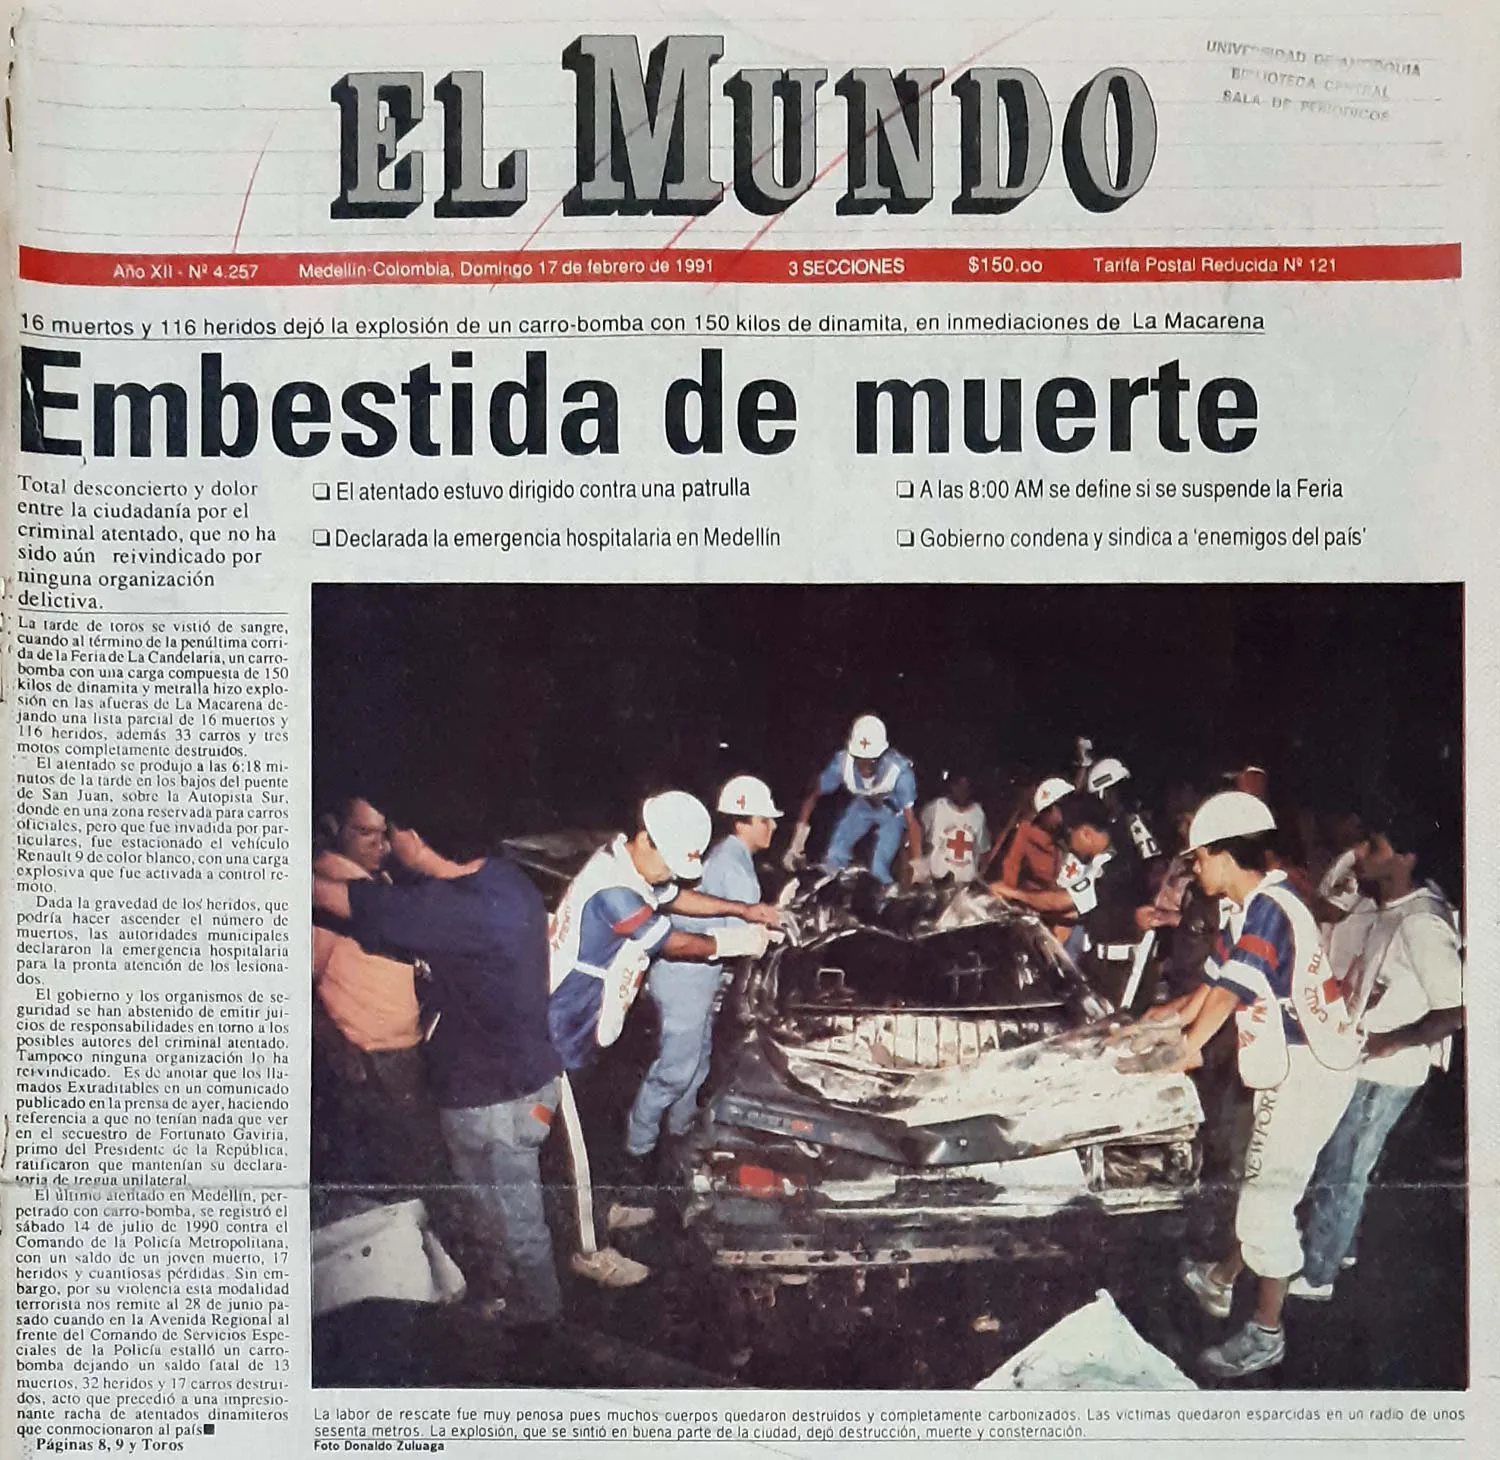 EL MUNDO
UNIVERSIDAD DE ANTIOQUIA
BIBLIOTECA CENTRAL
SALA DE PERIODICOS
Año XII - Nº 4.257 Medellín-Colombia, Domingo 17 de febrero de 1991 3 SECCIONES $150.oo Tarifa Postal Reducida Nº 121
16 muertos y 116 heridos dejó la explosión de un carro-bomba con 150 kilos de dinamita, en inmediaciones de La Macarena
Embestida de muerte
Total desconcierto y dolor
entre la ciudadanía por el
criminal atentado, que no ha
sido aún reivindicado por
ninguna organización
delictiva.
❏ El atentado estuvo dirigido contra una patrulla
❏ Declarada la emergencia hospitalaria en Medellín
❏ A las 8:00 AM se define si se suspende la Feria
❏ Gobierno condena y sindica a 'enemigos del país'
La tarde de toros se vistió de sangre,
cuando al término de la penúltima corri-
da de la Feria de La Candelaria, un carro-
bomba con una carga compuesta de 150
kilos de dinamita y metralla hizo explo-
sión en las afueras de La Macarena de-
jando una lista parcial de 16 muertos y
116 heridos, además 33 carros y tres
motos completamente destruidos.
El atentado se produjo a las 6:18 mi-
nutos de la tarde en los bajos del puente
de San Juan, sobre la Autopista Sur,
donde en una zona reservada para carros
oficiales, pero que fue invadida por par-
ticulares, fue estacionado el vehículo
Renault 9 de color blanco, con una carga
explosiva que fue activada a control re-
moto.
Dada la gravedad de los heridos, que
podría hacer ascender el número de
muertos, las autoridades municipales
declararon la emergencia hospitalaria
para la pronta atención de los lesiona-
dos.
El gobierno y los organismos de se-
guridad se han abstenido de emitir jui-
cios de responsabilidades en torno a los
posibles autores del criminal atentado.
Tampoco ninguna organización lo ha
reivindicado. Es de anotar que los lla-
mados Extraditables en un comunicado
publicado en la prensa de ayer, haciendo
referencia a que no tenían nada que ver
en el secuestro de Fortunato Gaviria,
primo del Presidente de la República,
ratificaron que mantenían su declara-
toria de tregua unilateral.
El último atentado en Medellín, per-
petrado con carro-bomba, se registró el
sábado 14 de julio de 1990 contra el
Comando de la Policía Metropolitana,
con un saldo de un joven muerto, 17
heridos y cuantiosas pérdidas. Sin em-
bargo, por su violencia esta modalidad
terrorista nos remite al 28 de junio pa-
sado cuando en la Avenida Regional al
frente del Comando de Servicios Espe-
ciales de la Policía estalló un carro-
bomba dejando un saldo fatal de 13
muertos, 32 heridos y 17 carros destrui-
dos, acto que precedió a una impresio-
nante racha de atentados dinamiteros
que conmocionaron al país■
Páginas 8, 9 y Toros
CRUZ
CRUZ RO
NEWPORT
La labor de rescate fue muy penosa pues muchos cuerpos quedaron destruidos y completamente carbonizados. Las víctimas quedaron esparcidas en un radio de unos
sesenta metros. La explosión, que se sintió en buena parte de la ciudad, dejó destrucción, muerte y consternación.
Foto Donaldo Zuluaga